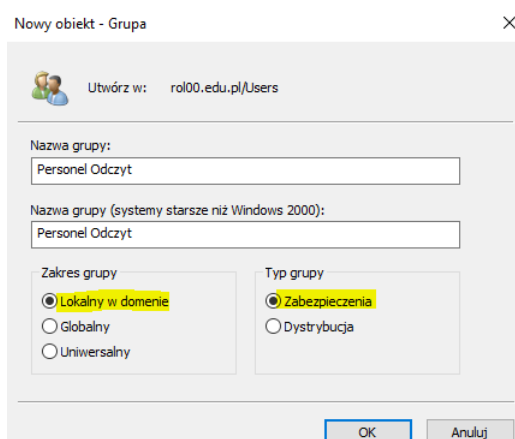 Nowy obiekt - Grupa
Utwórz w: rol00.edu.pl/Users
Nazwa grupy:
Personel Odczyt
Nazwa grupy (systemy starsze niż Windows 2000):
Personel Odczyt
Zakres grupy
Lokalny w domenie
Globalny
Uniwersalny
Typ grupy
Zabezpieczenia
Dystrybucja
OK Anuluj